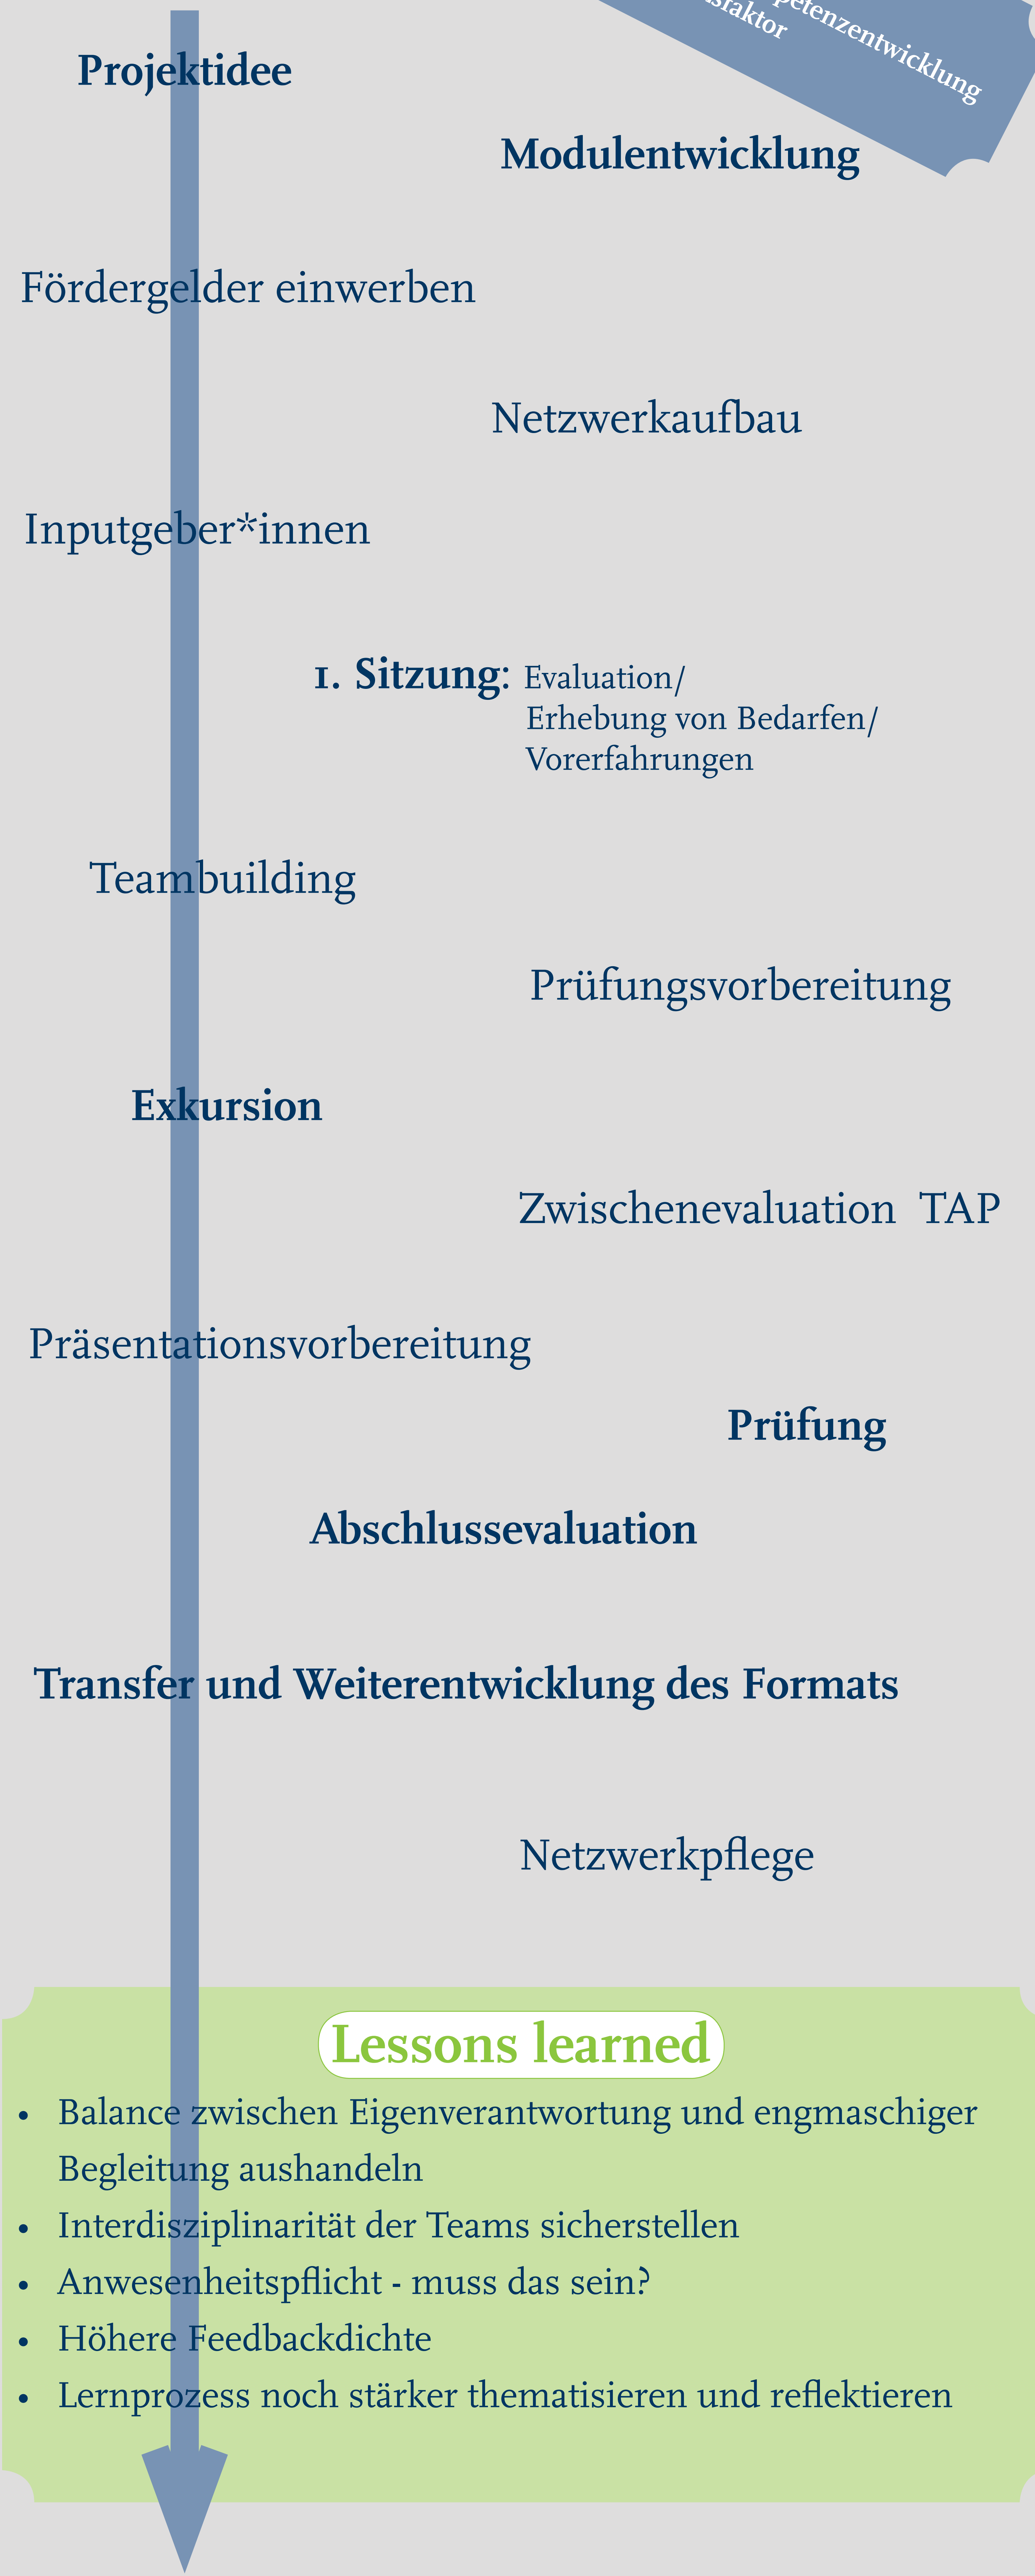 Projektidee
Modulentwicklung
Fördergelder einwerben
Netzwerkaufbau
Inputgeber*innen
1. Sitzung: Evaluation/
Erhebung von Bedarfen/
Vorerfahrungen
Teambuilding
Prüfungsvorbereitung
Exkursion
Zwischenevaluation TAP
Präsentationsvorbereitung
Prüfung
Abschlussevaluation
Transfer und Weiterentwicklung des Formats
Netzwerkpflege
Lessons learned
• Balance zwischen Eigenverantwortung und engmaschiger
Begleitung aushandeln
• Interdisziplinarität der Teams sicherstellen
• Anwesenheitspflicht - muss das sein?
• Höhere Feedbackdichte
• Lernprozess noch stärker thematisieren und reflektieren